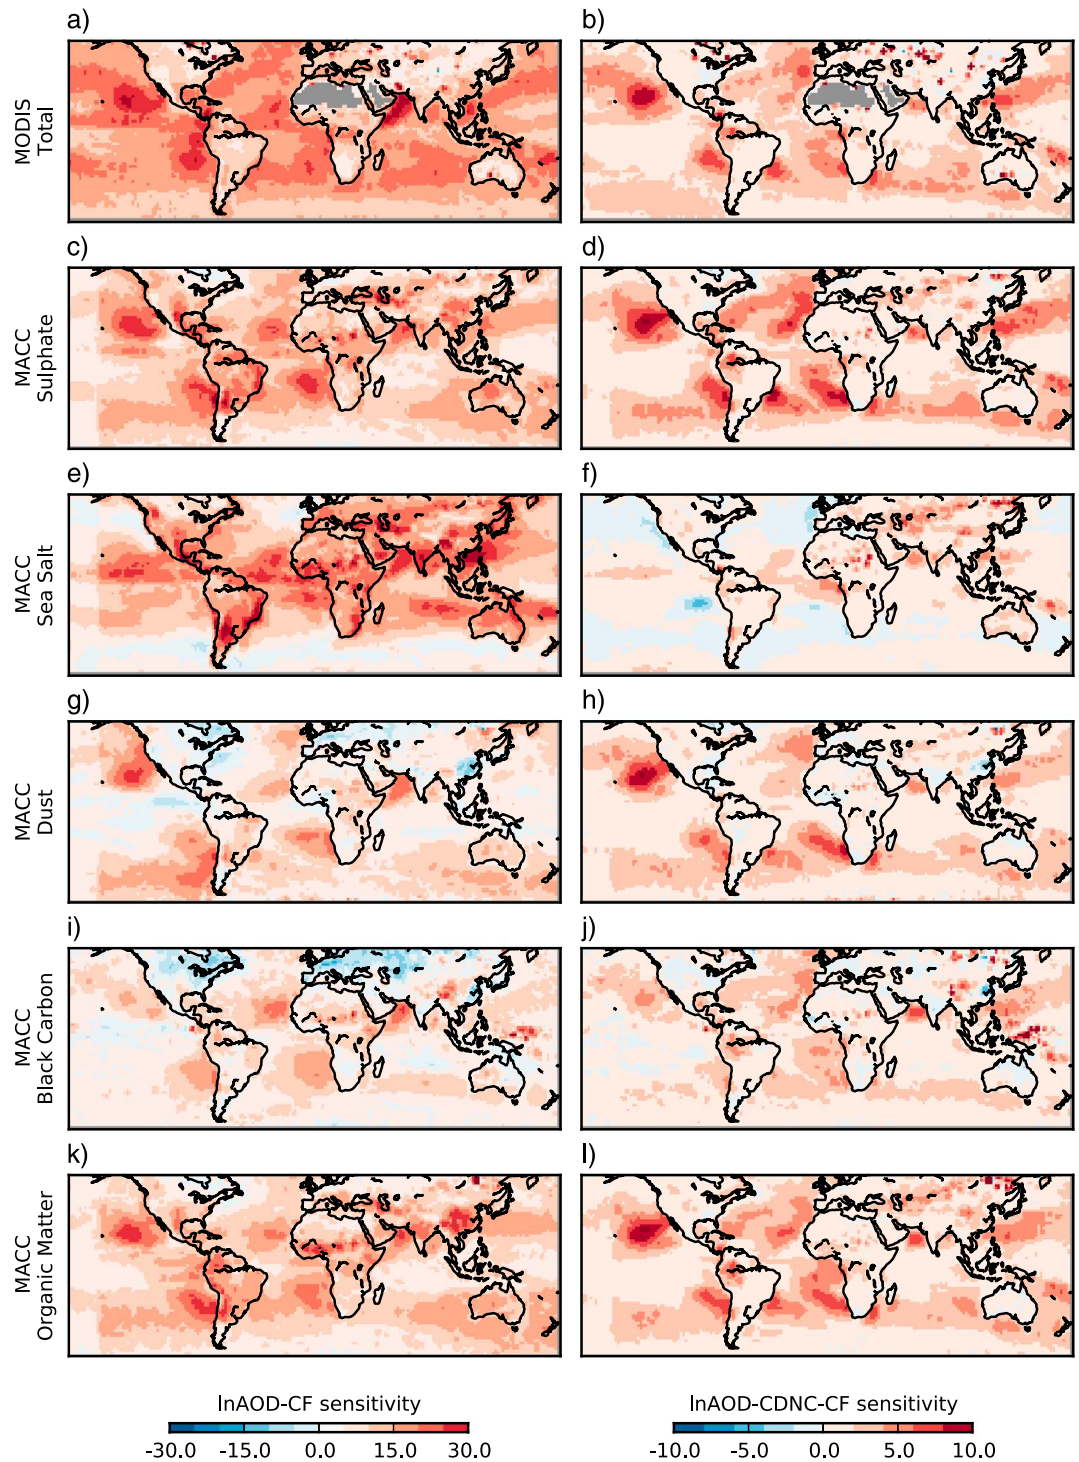 a)
b)
MODIS
Total
c)
d)
MACC
Sulphate
e)
f)
MACC
Sea Salt
g)
h)
MACC
Dust
i)
j)
MACC
Black Carbon
k)
l)
MACC
Organic Matter
lnAOD-CF sensitivity
-30.0 -15.0 0.0 15.0 30.0
lnAOD-CDNC-CF sensitivity
-10.0 -5.0 0.0 5.0 10.0